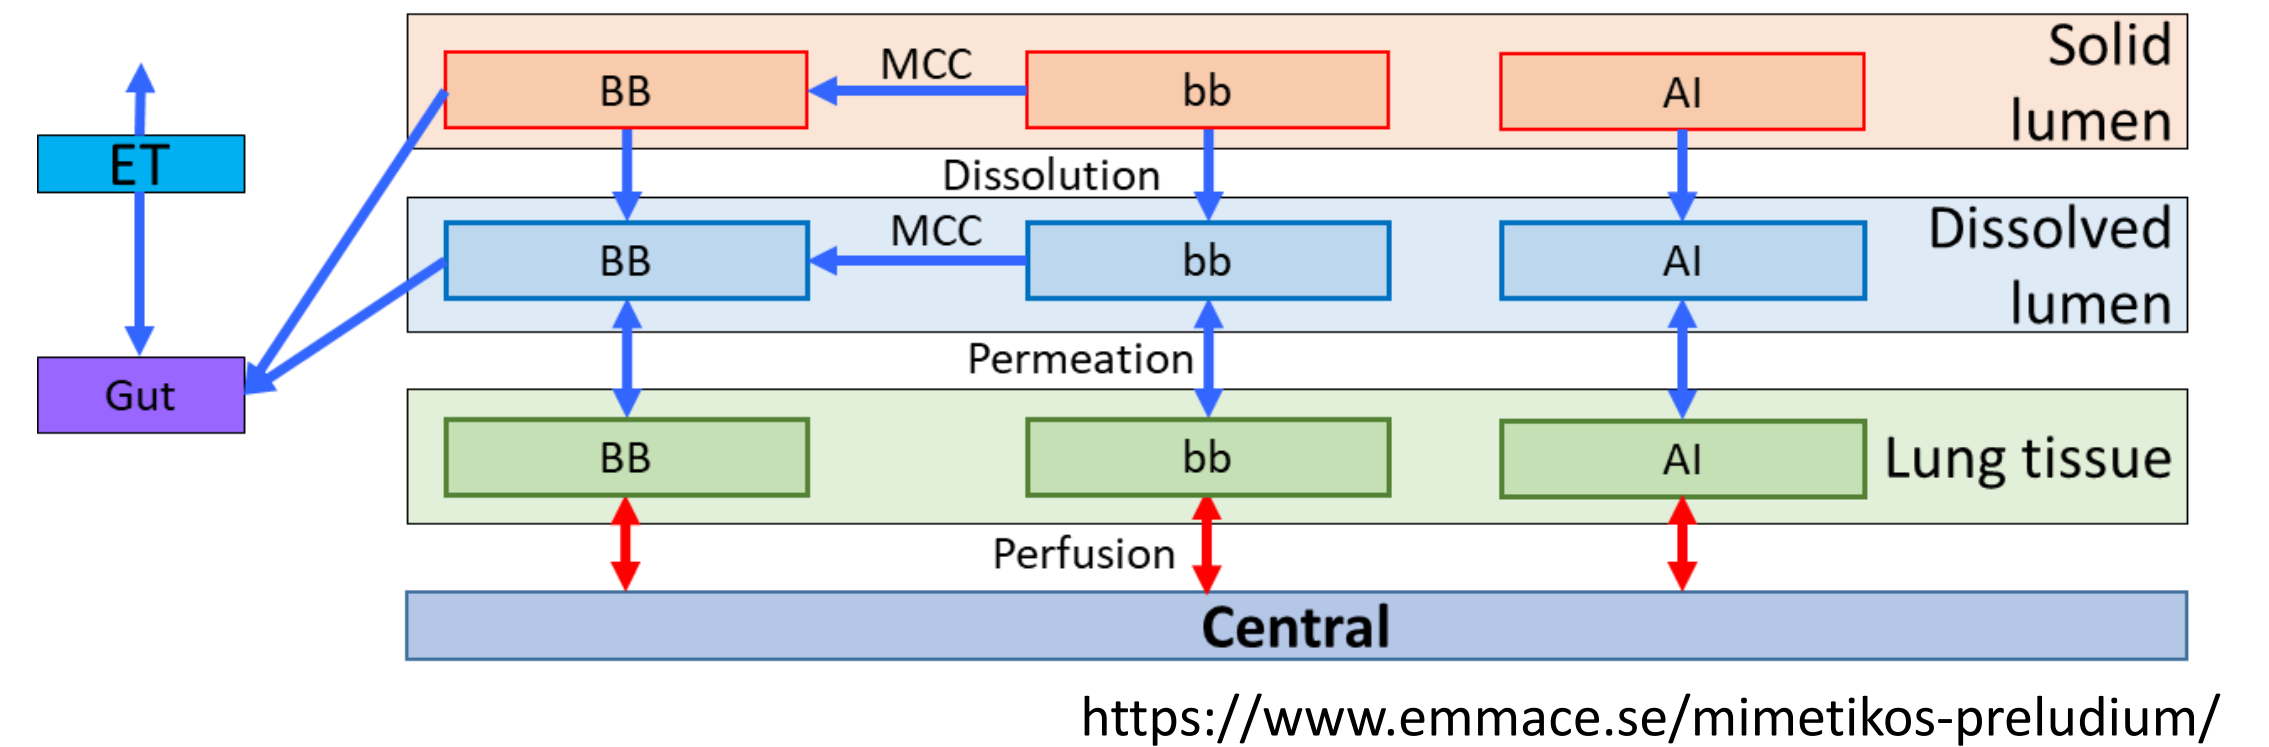 Solid
lumen
BB
MCC
bb
AI
ET
Dissolution
Dissolved
lumen
BB
MCC
bb
AI
Permeation
Gut
BB
bb
AI
Lung tissue
Perfusion
Central
https://www.emmace.se/mimetikos-preludium/